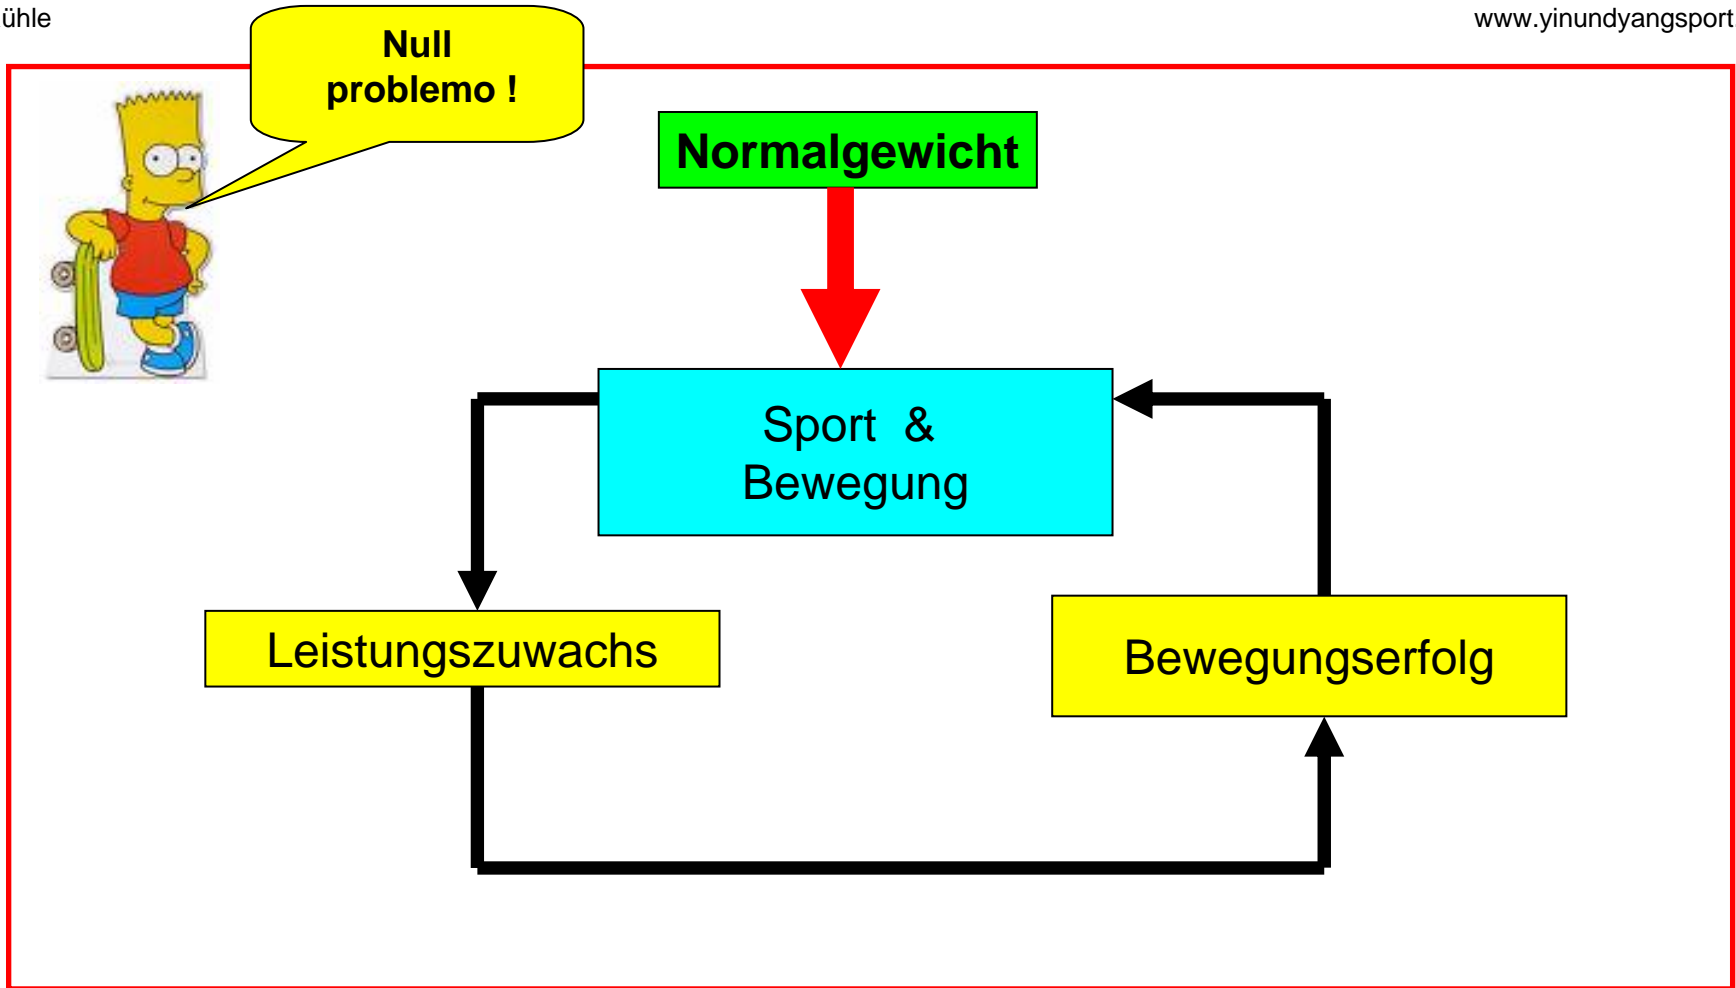 ühle
www.yinundyangsport
Null
problemo !
Normalgewicht
Sport &
Bewegung
Leistungszuwachs
Bewegungserfolg